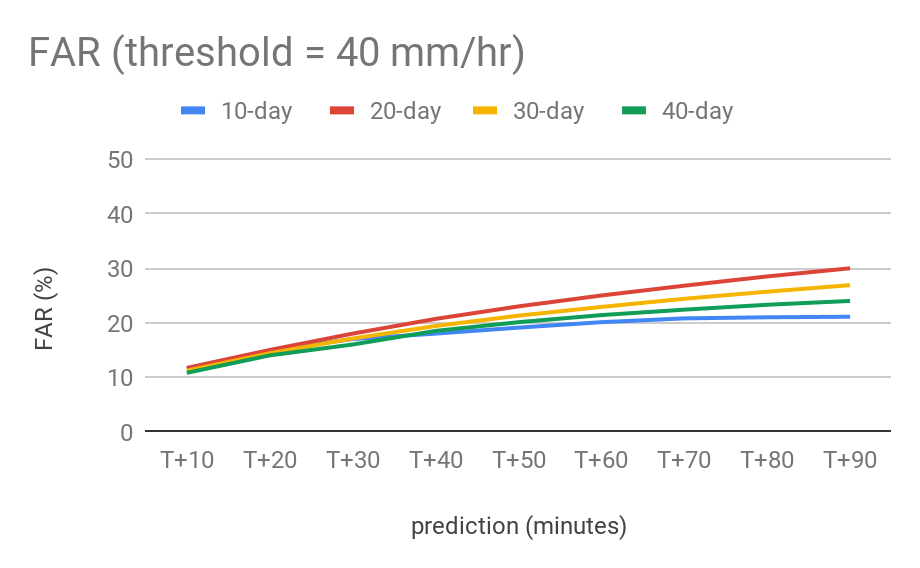 FAR (threshold = 40 mm/hr)
10-day 20-day 30-day 40-day
50
40
30
20
10
0
FAR (%)
T+10 T+20 T+30 T+40 T+50 T+60 T+70 T+80 T+90
prediction (minutes)